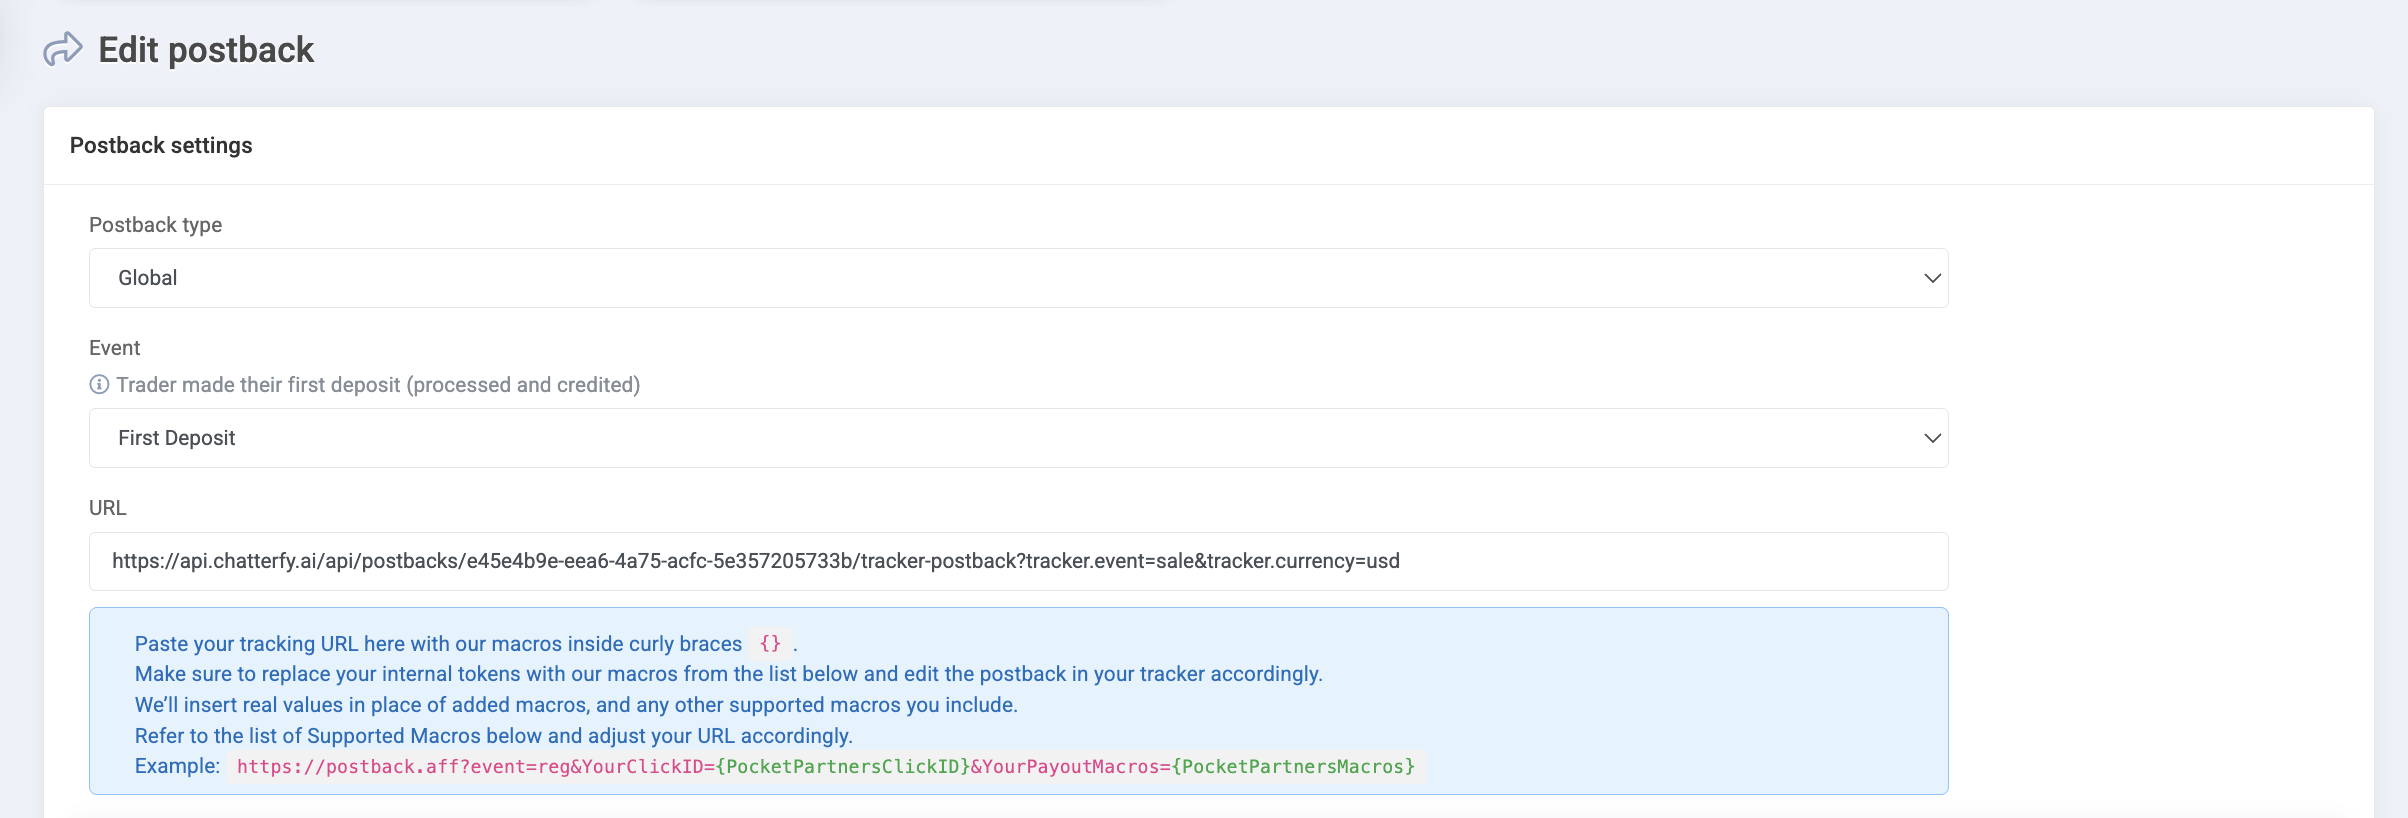 Edit postback
Postback settings
Postback type
Global
Event
Trader made their first deposit (processed and credited)
First Deposit
URL
https://api.chatterfy.ai/api/postbacks/e45e4b9e-eea6-4a75-acfc-5e357205733b/tracker-postback?tracker.event=sale&tracker.currency=usd
Paste your tracking URL here with our macros inside curly braces {} .
Make sure to replace your internal tokens with our macros from the list below and edit the postback in your tracker accordingly.
We’ll insert real values in place of added macros, and any other supported macros you include.
Refer to the list of Supported Macros below and adjust your URL accordingly.
Example: https://postback.aff?event=reg&YourClickID={PocketPartnersClickID}&YourPayoutMacros={PocketPartnersMacros}